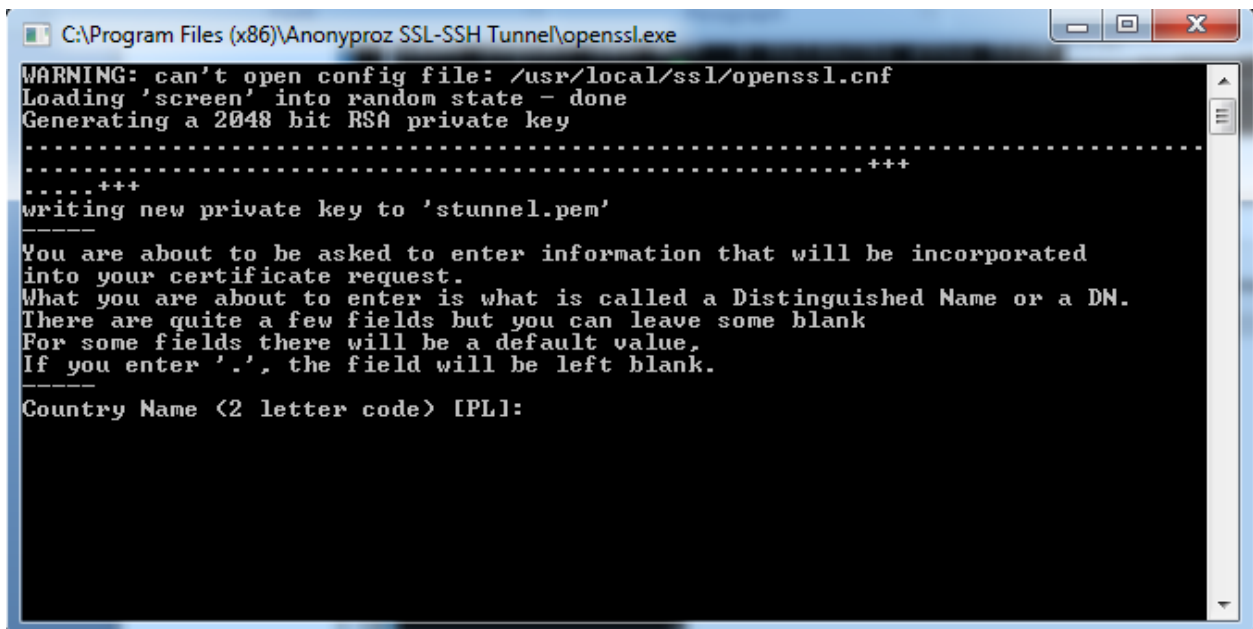 C:\Program Files (x86)\Anonyproz SSL-SSH Tunnel\openssl.exe
WARNING: can't open config file: /usr/local/ssl/openssl.cnf
Loading 'screen' into random state - done
Generating a 2048 bit RSA private key
................................................................................
.........................................................+++
.....+++
writing new private key to 'stunnel.pem'
-----
You are about to be asked to enter information that will be incorporated
into your certificate request.
What you are about to enter is what is called a Distinguished Name or a DN.
There are quite a few fields but you can leave some blank
For some fields there will be a default value,
If you enter '.', the field will be left blank.
-----
Country Name (2 letter code) [PL]: